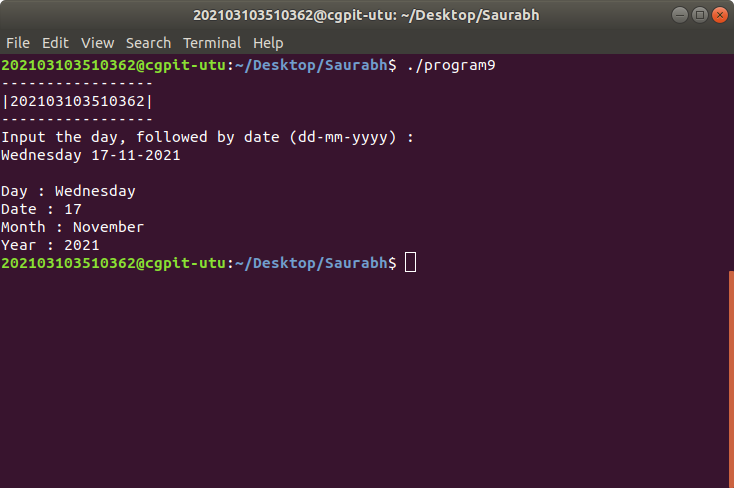 202103103510362@cgpit-utu: ~/Desktop/Saurabh
File Edit View Search Terminal Help
202103103510362@cgpit-utu:~/Desktop/Saurabh$ ./program9
-----------------
|202103103510362|
-----------------
Input the day, followed by date (dd-mm-yyyy) :
Wednesday 17-11-2021

Day : Wednesday
Date : 17
Month : November
Year : 2021
202103103510362@cgpit-utu:~/Desktop/Saurabh$